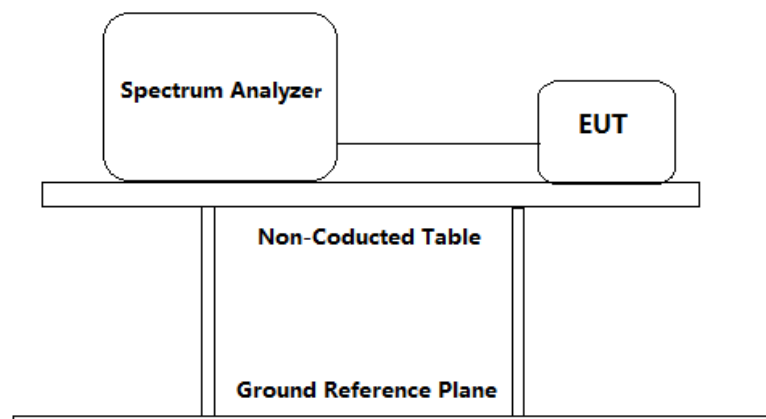 Spectrum Analyzer
EUT
Non-Coducted Table
Ground Reference Plane